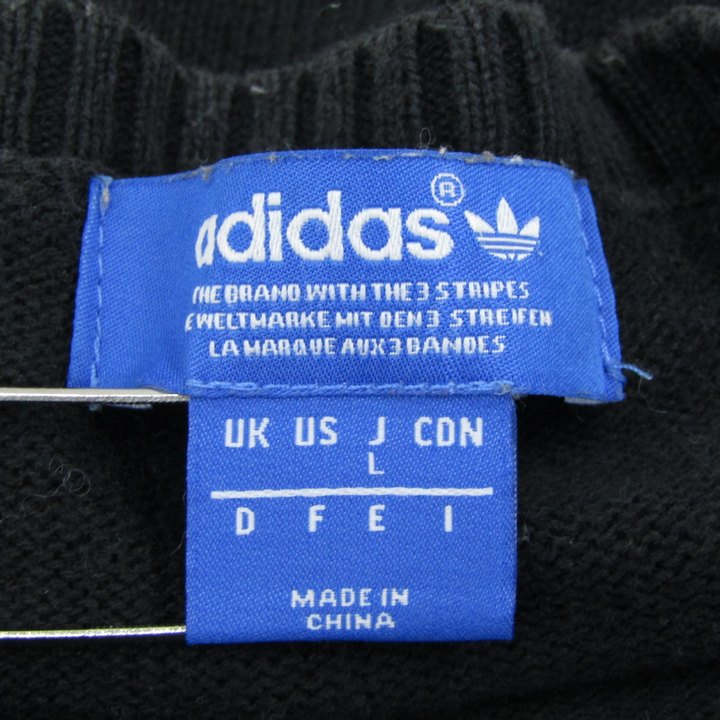 adidas®
THE BRAND WITH THE 3 STRIPES
E WELTMARKE MIT DEN 3 STREIFEN
LA MARQUE AUX 3 BANDES
UK US J CDN
L
D F E I
MADE IN
CHINA